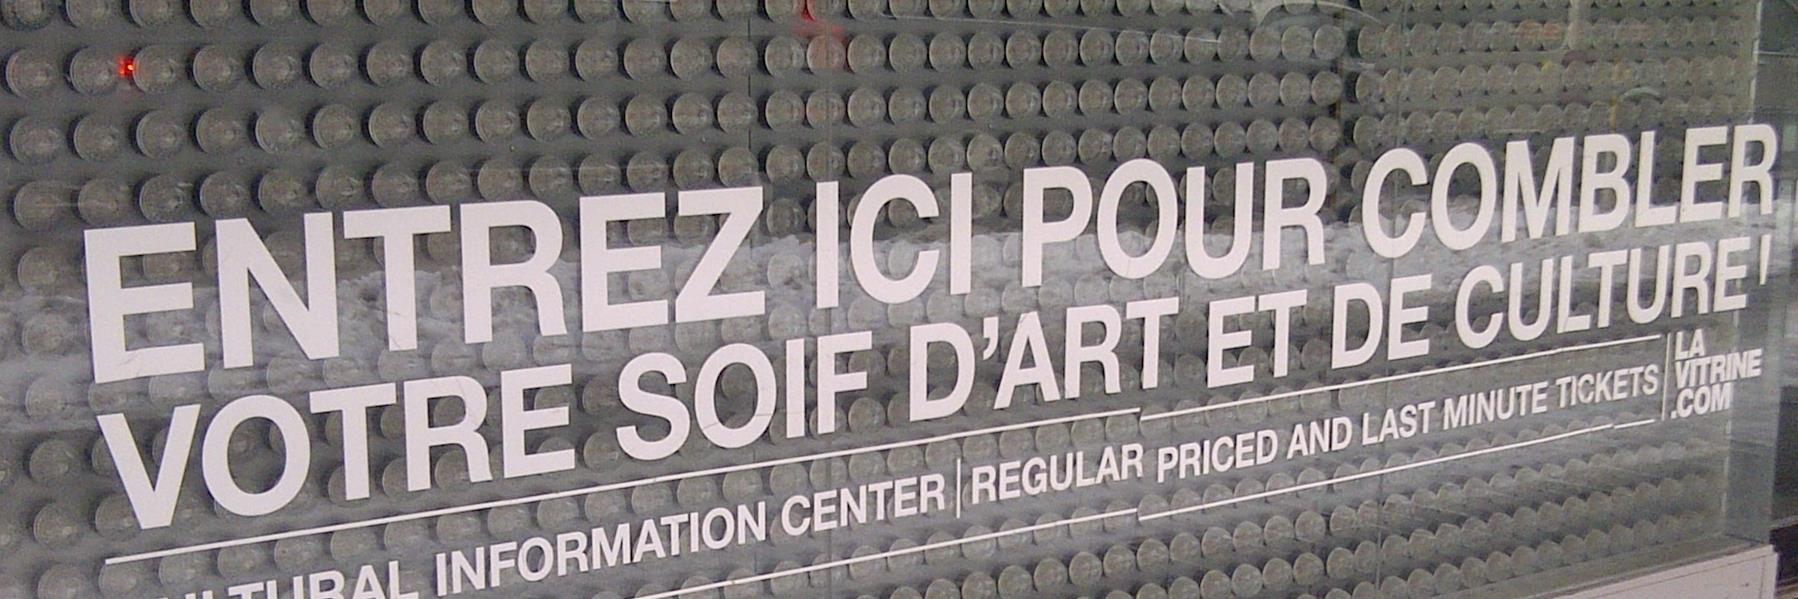 ENTREZ ICI POUR COMBLER
VOTRE SOIF D'ART ET DE CULTURE!
CULTURAL INFORMATION CENTER | REGULAR PRICED AND LAST MINUTE TICKETS
LA
VITRINE
.COM